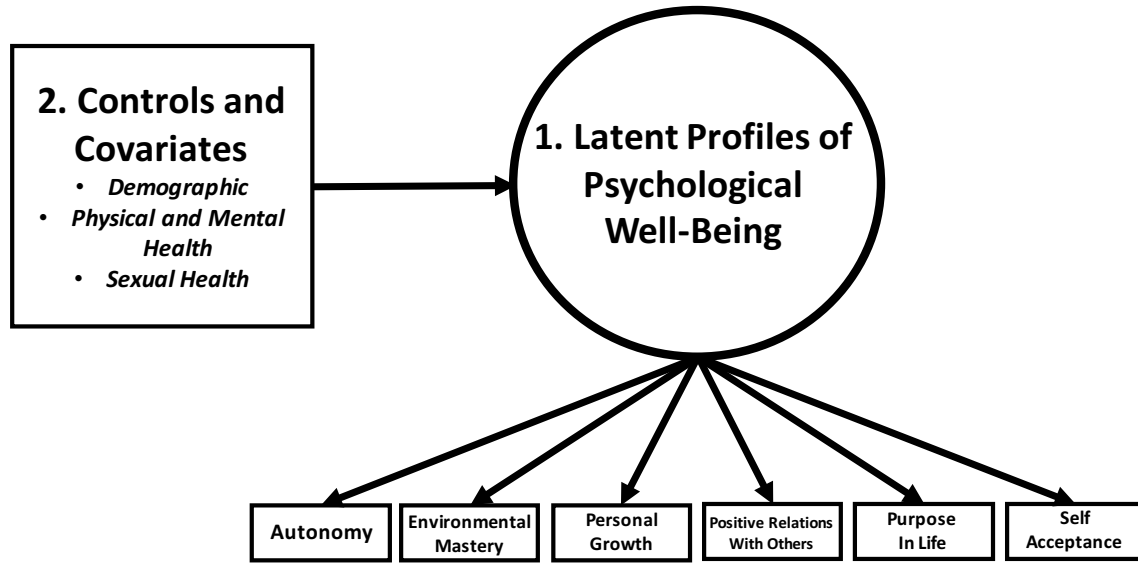 2. Controls and
Covariates
• Demographic
• Physical and Mental
Health
• Sexual Health
1. Latent Profiles of
Psychological
Well-Being
Autonomy
Environmental
Mastery
Personal
Growth
Positive Relations
With Others
Purpose
In Life
Self
Acceptance